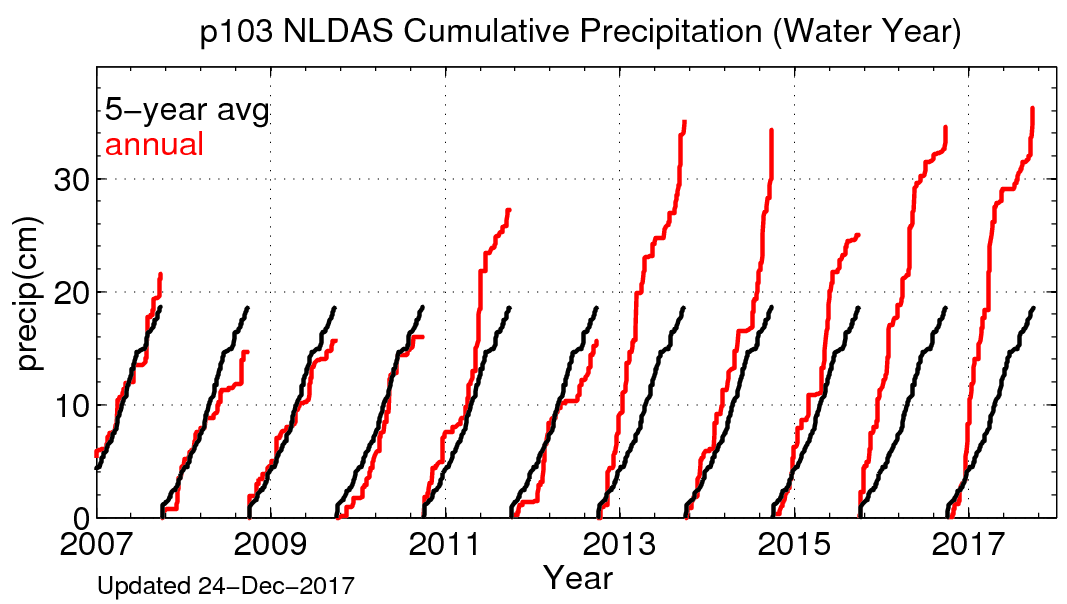 p103 NLDAS Cumulative Precipitation (Water Year)
5−year avg
annual
precip(cm)
30
20
10
0
2007 2009 2011 2013 2015 2017
Year
Updated 24−Dec−2017